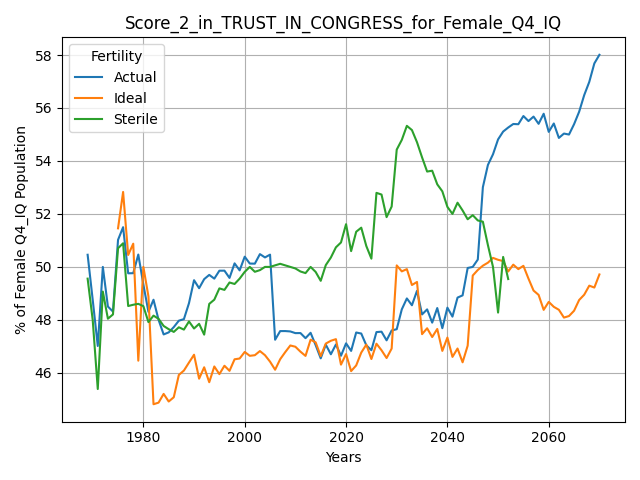 Score_2_in_TRUST_IN_CONGRESS_for_Female_Q4_IQ
% of Female Q4_IQ Population
58
56
54
52
50
48
46
Fertility
Actual
Ideal
Sterile
1980 2000 2020 2040 2060
Years